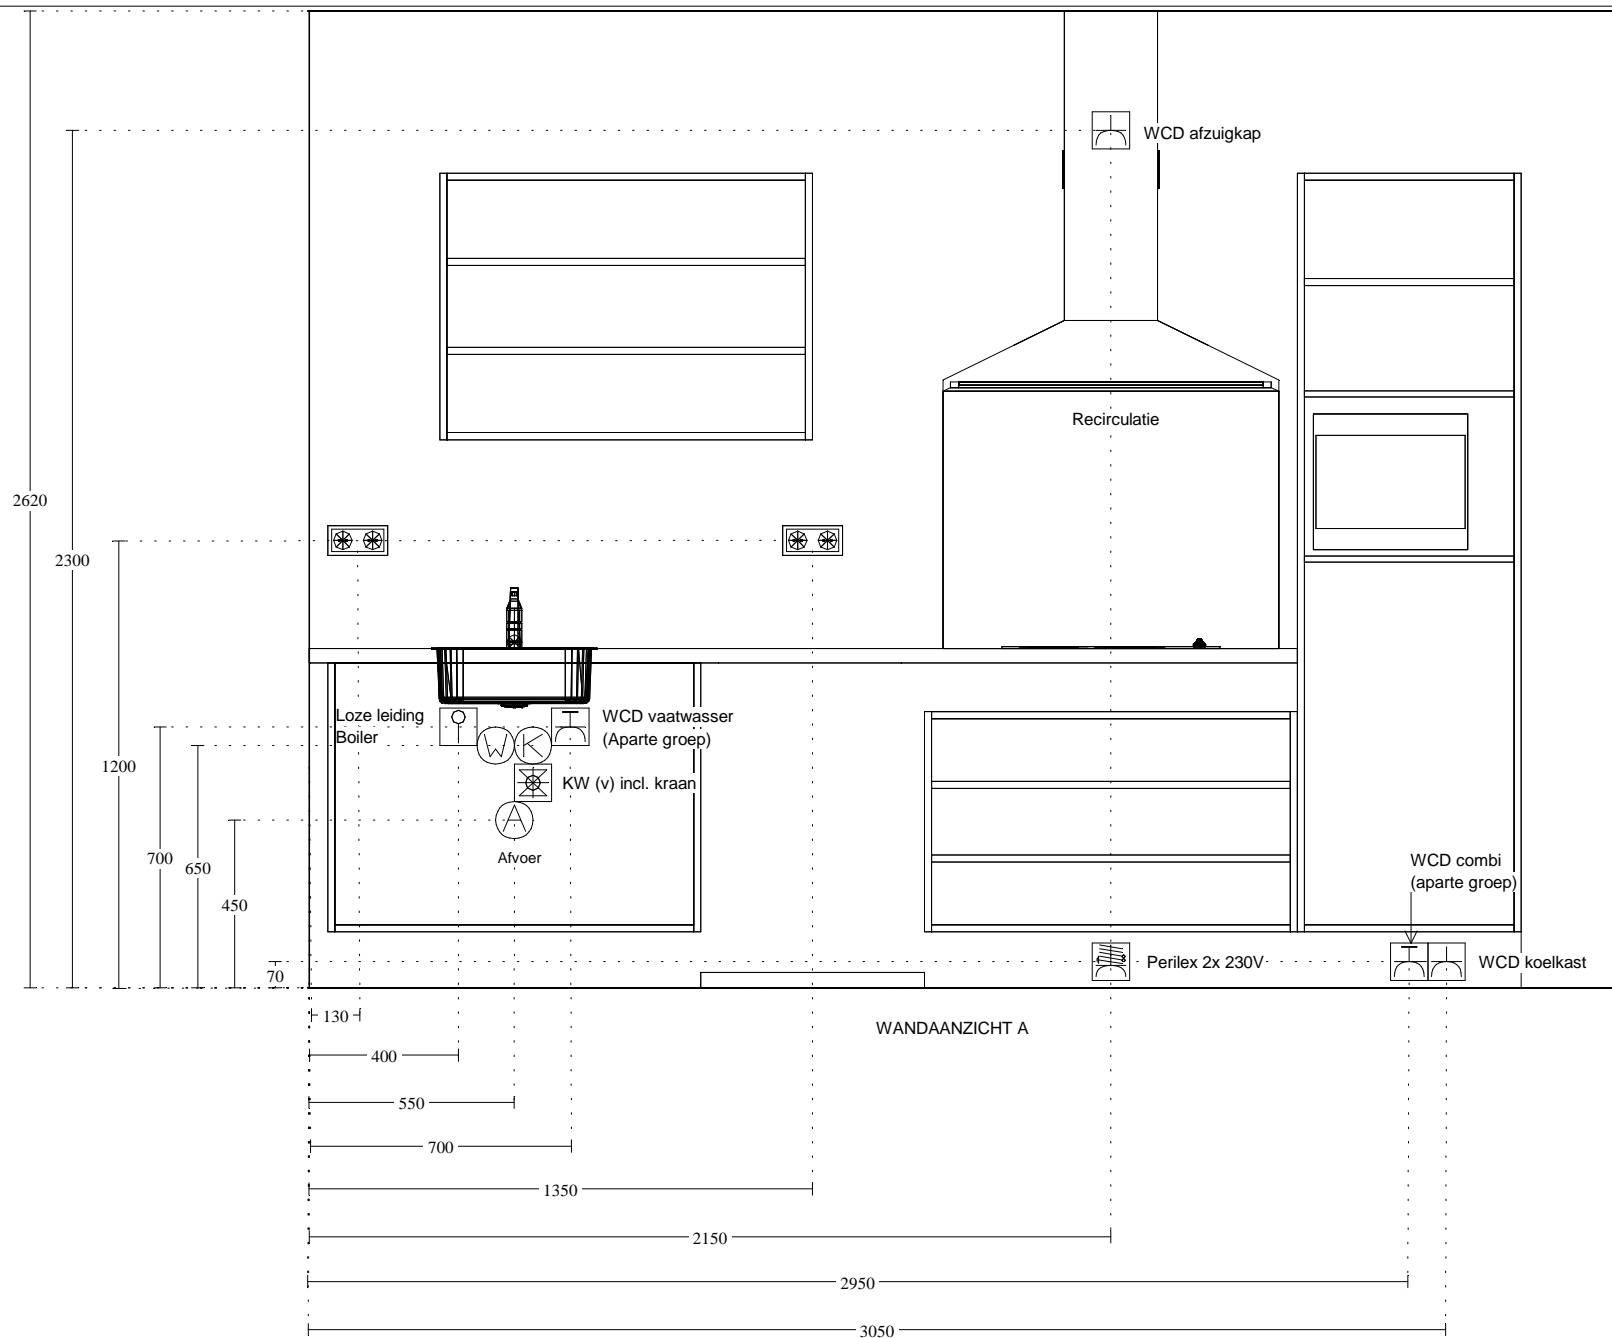 WCD afzuigkap
Recirculatie
2620
2300
Loze leiding
Boiler
WCD vaatwasser
(Aparte groep)
W
K
1200
KW (v) incl. kraan
A
700
650
Afvoer
WCD combi
(aparte groep)
450
Perilex 2x 230V
WCD koelkast
70
130
WANDAANZICHT A
400
550
700
1350
2150
2950
3050